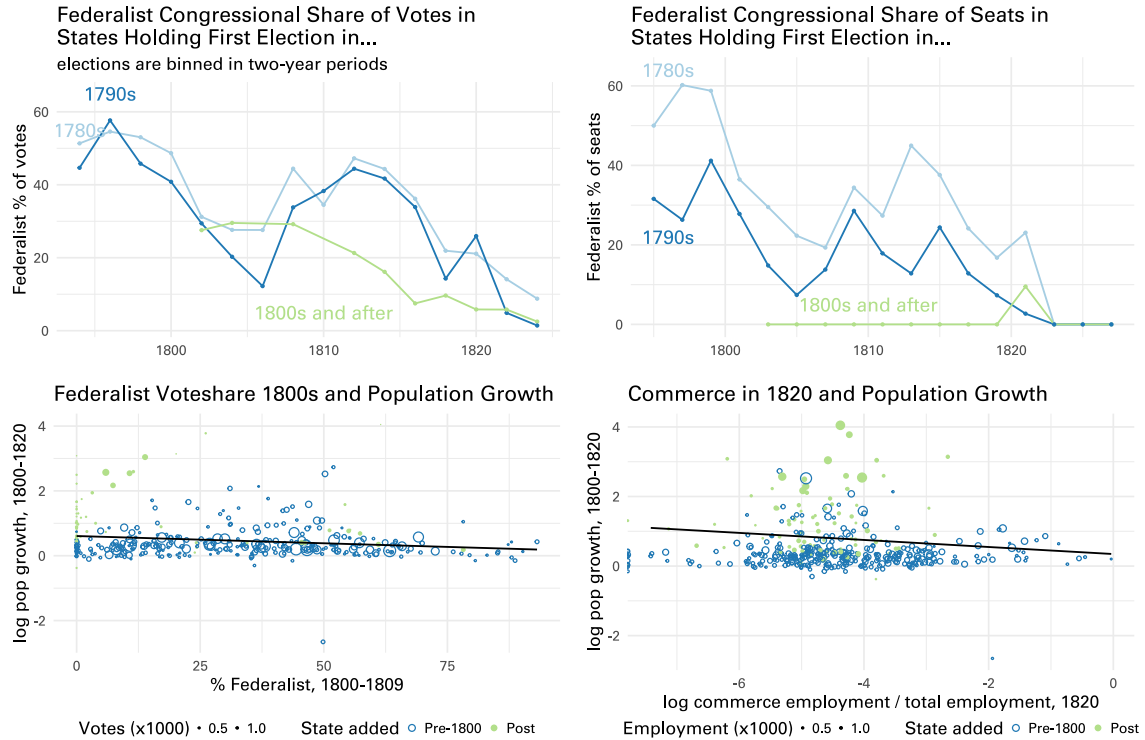 Federalist Congressional Share of Votes in
States Holding First Election in...
elections are binned in two-year periods
Federalist % of votes
60
40
20
0
1790s
1780s
1800s and after
1800
1810
1820
Federalist Congressional Share of Seats in
States Holding First Election in...
Federalist % of seats
60
40
20
0
1780s
1790s
1800s and after
1800
1810
1820
Federalist Voteshare 1800s and Population Growth
log pop growth, 1800-1820
4
2
0
-2
0
25
50
75
% Federalist, 1800-1809
Votes (x1000) • 0.5 • 1.0 State added Pre-1800 Post
Commerce in 1820 and Population Growth
log pop growth, 1800-1820
4
2
0
-2
-6
-4
-2
0
log commerce employment / total employment, 1820
Employment (x1000) • 0.5 • 1.0 State added Pre-1800 Post